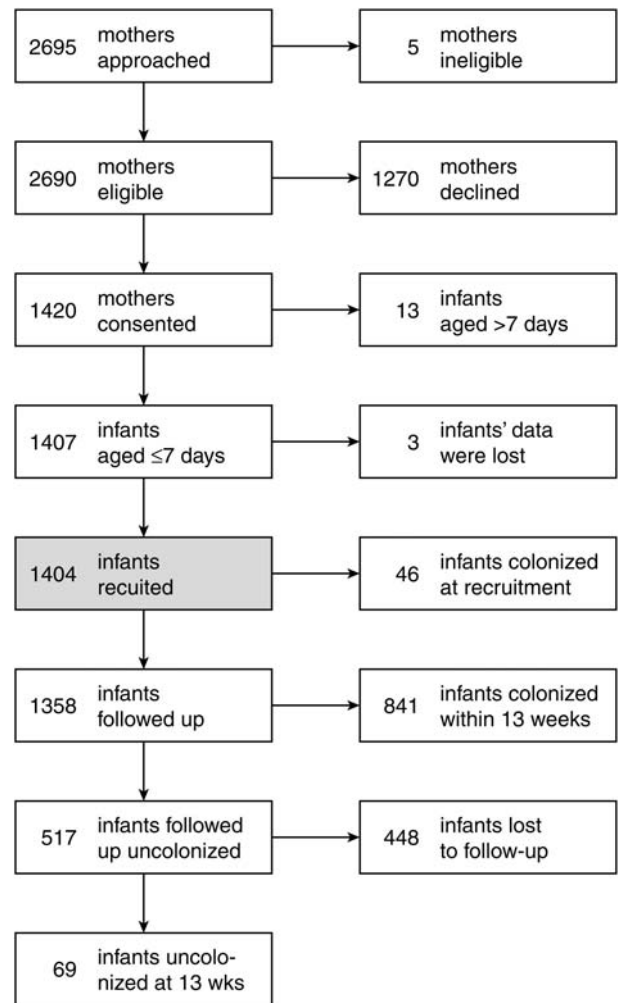 2695 mothers
approached
5 mothers
ineligible
2690 mothers
eligible
1270 mothers
declined
1420 mothers
consented
13 infants
aged >7 days
1407 infants
aged ≤7 days
3 infants' data
were lost
1404 infants
recuited
46 infants colonized
at recruitment
1358 infants
followed up
841 infants colonized
within 13 weeks
517 infants followed
up uncolonized
448 infants lost
to follow-up
69 infants uncolo-
nized at 13 wks